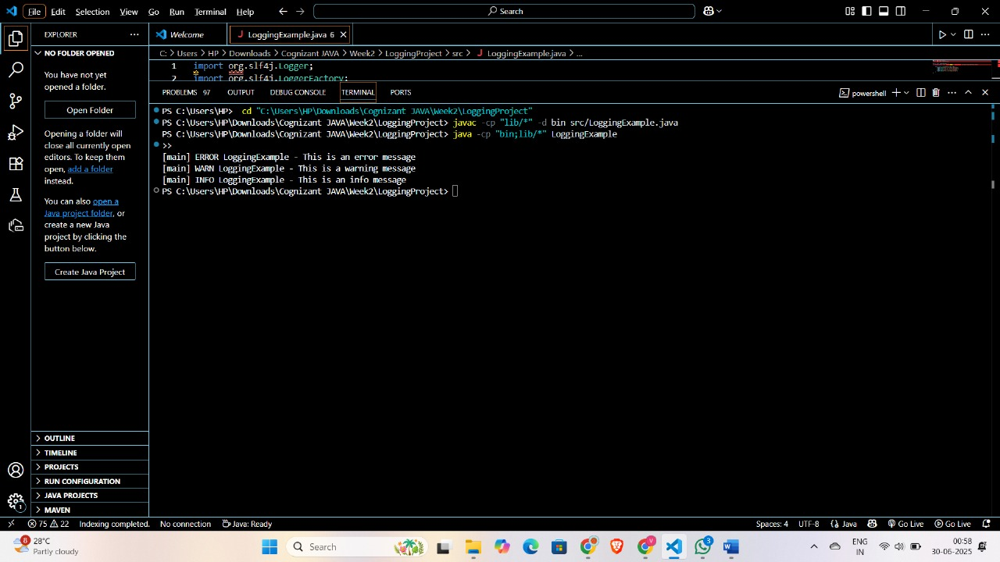 File Edit Selection View Go Run Terminal Help Search
EXPLORER
Welcome LoggingExample.java 6
NO FOLDER OPENED
C: > Users > HP > Downloads > Cognizant JAVA > Week2 > LoggingProject > src > LoggingExample.java > ...
1 import org.slf4j.Logger;
2 import org.slf4j.LoggerFactory;
You have not yet
opened a folder.
Open Folder
Opening a folder will
close all currently open
editors. To keep them
open, add a folder
instead.
You can also open a
Java project folder, or
create a new Java
project by clicking the
button below.
Create Java Project
PROBLEMS 97 OUTPUT DEBUG CONSOLE TERMINAL PORTS powershell
PS C:\Users\HP> cd "C:\Users\HP\Downloads\Cognizant JAVA\Week2\LoggingProject"
PS C:\Users\HP\Downloads\Cognizant JAVA\Week2\LoggingProject> javac -cp "lib/*" -d bin src/LoggingExample.java
PS C:\Users\HP\Downloads\Cognizant JAVA\Week2\LoggingProject> java -cp "bin;lib/*" LoggingExample
>>
[main] ERROR LoggingExample - This is an error message
[main] WARN LoggingExample - This is a warning message
[main] INFO LoggingExample - This is an info message
PS C:\Users\HP\Downloads\Cognizant JAVA\Week2\LoggingProject>
OUTLINE
TIMELINE
PROJECTS
RUN CONFIGURATION
JAVA PROJECTS
MAVEN
1
75 22 Indexing completed. No connection Java: Ready Spaces: 4 UTF-8 {} Java Go Live Go Live
8 28°C
Partly cloudy
Search
3
ENG
IN
00:58
30-06-2025